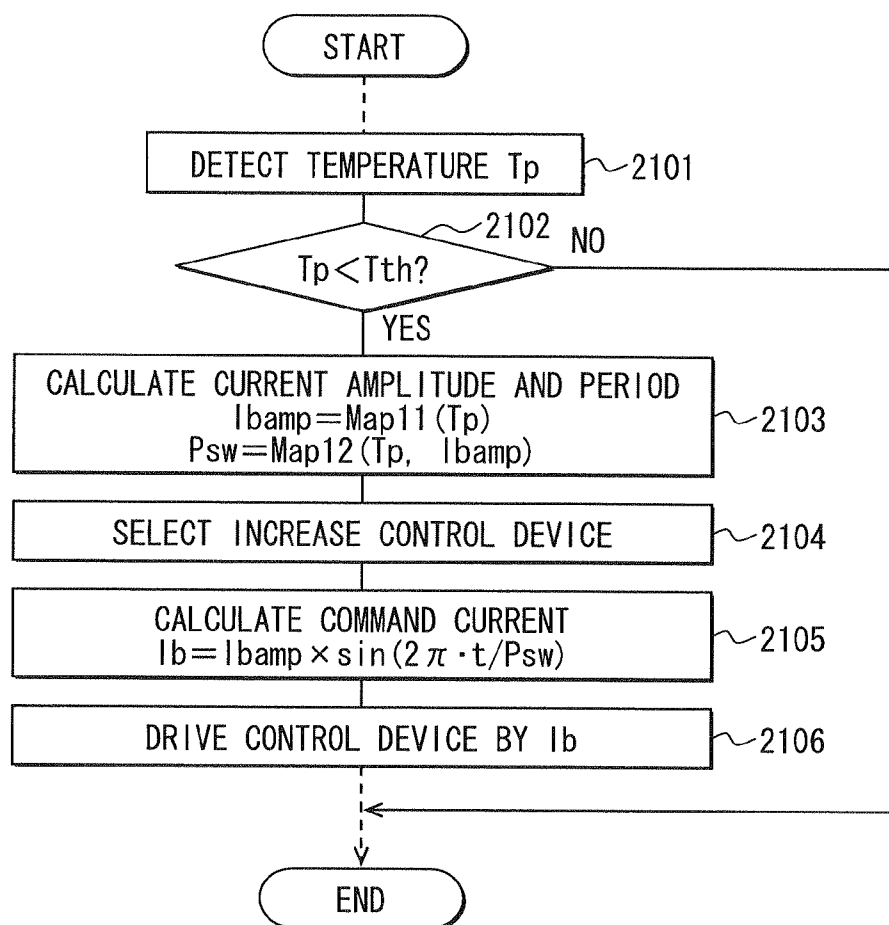 START
DETECT TEMPERATURE Tp
2101
2102
Tp<Tth?
NO
YES
CALCULATE CURRENT AMPLITUDE AND PERIOD
Ibamp=Map11(Tp)
Psw=Map12(Tp, Ibamp)
2103
SELECT INCREASE CONTROL DEVICE
2104
CALCULATE COMMAND CURRENT
Ib=Ibamp×sin(2π·t/Psw)
2105
DRIVE CONTROL DEVICE BY Ib
2106
END